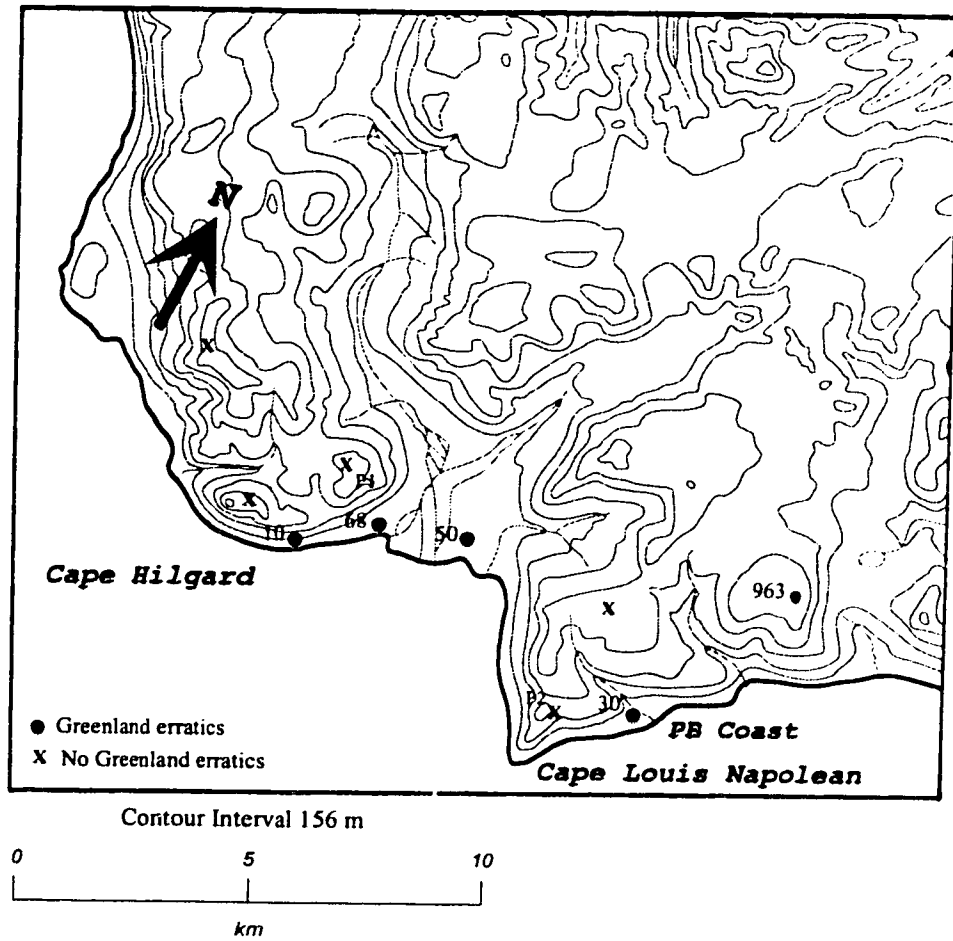 N
x
x
P1
x
68
10
50
Cape Hilgard
x
963
P2
x
30
PB Coast
Cape Louis Napolean
Greenland erratics
x No Greenland erratics
Contour Interval 156 m
0 5 10
km